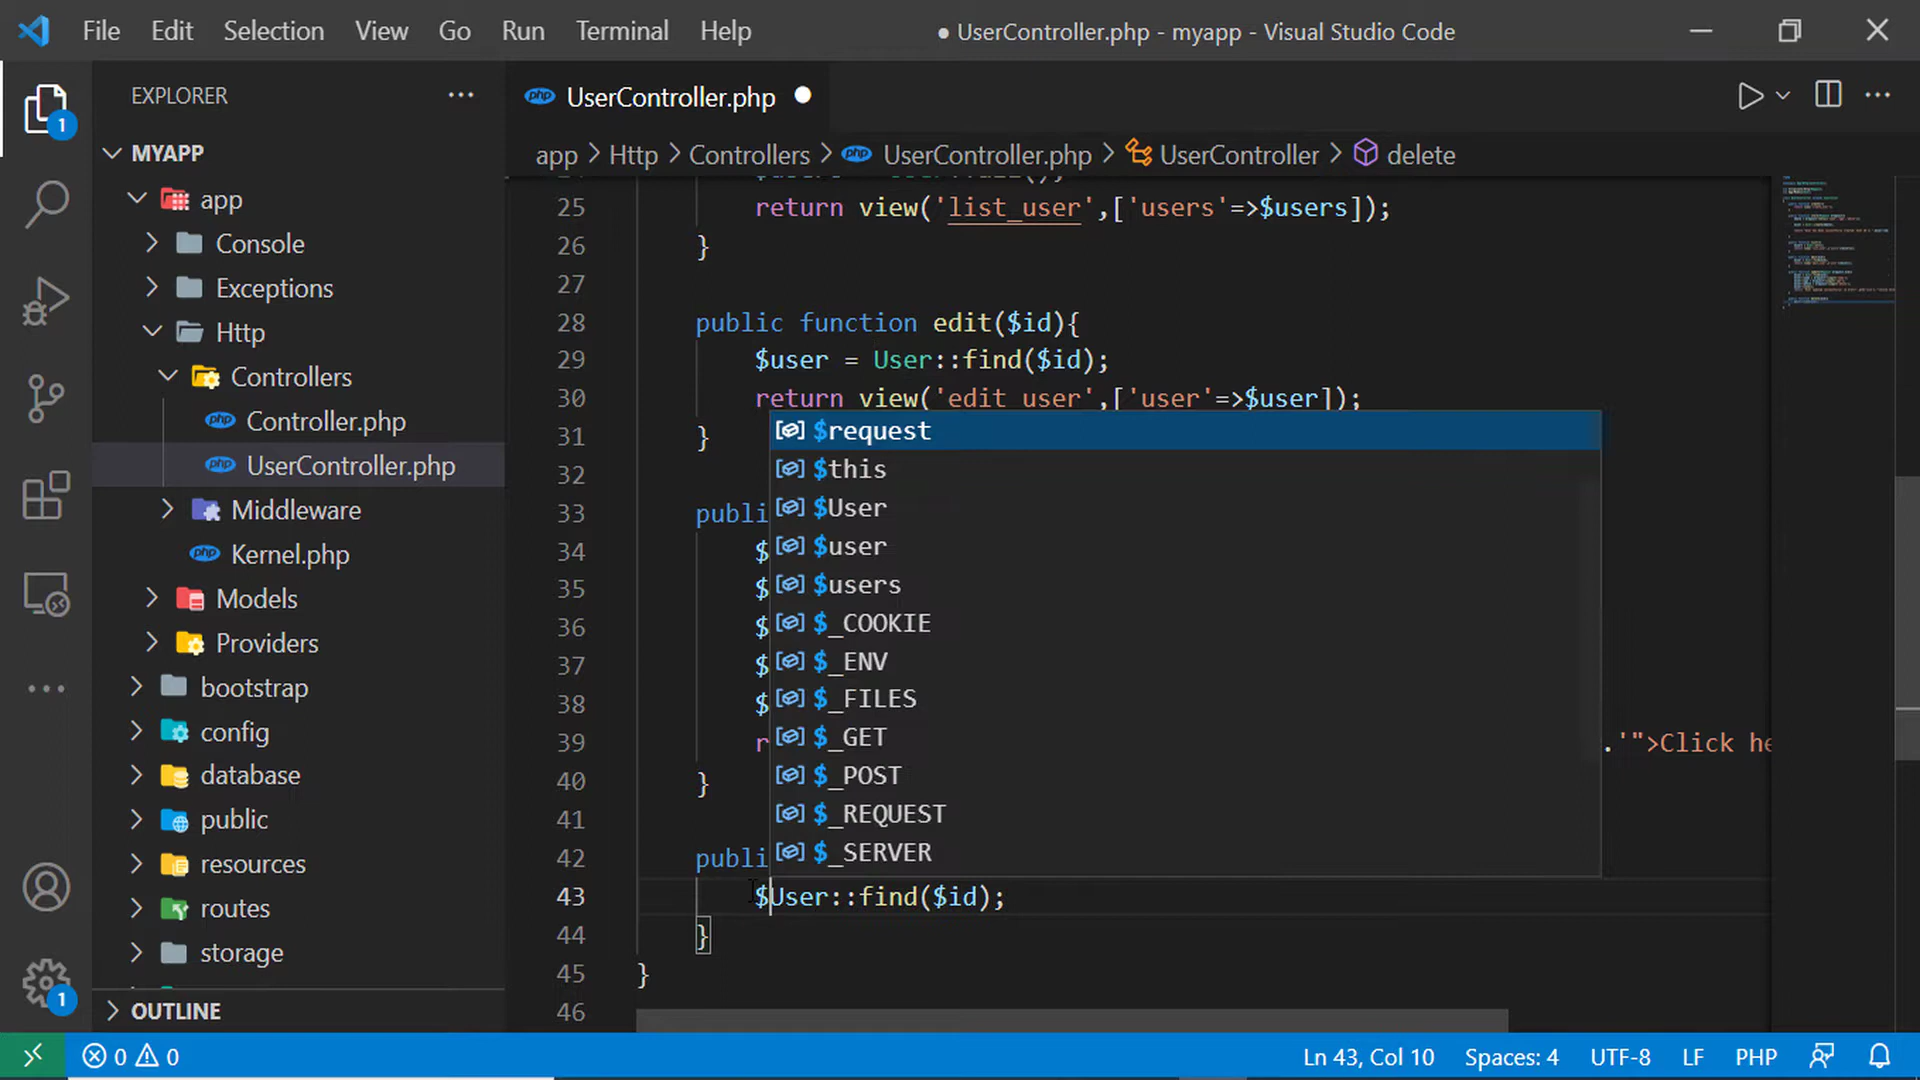 File Edit Selection View Go Run Terminal Help
● UserController.php - myapp - Visual Studio Code
EXPLORER
MYAPP
app
Console
Exceptions
Http
Controllers
Controller.php
UserController.php
Middleware
Kernel.php
Models
Providers
bootstrap
config
database
public
resources
routes
storage
OUTLINE
1
1
php UserController.php
app > Http > Controllers > UserController.php > UserController > delete
25 return view('list_user',['users'=>$users]);
26 }
27
28 public function edit($id){
29 $user = User::find($id);
30 return view('edit_user',['user'=>$user]);
31 }
32
33 publi
34 $
35 $
36 $
37 $
38 $
39 r .'">Click he
40 }
41
42 publi
43 $User::find($id);
44 }
45 }
46
$request
$this
$User
$user
$users
$_COOKIE
$_ENV
$_FILES
$_GET
$_POST
$_REQUEST
$_SERVER
0 0
Ln 43, Col 10 Spaces: 4 UTF-8 LF PHP